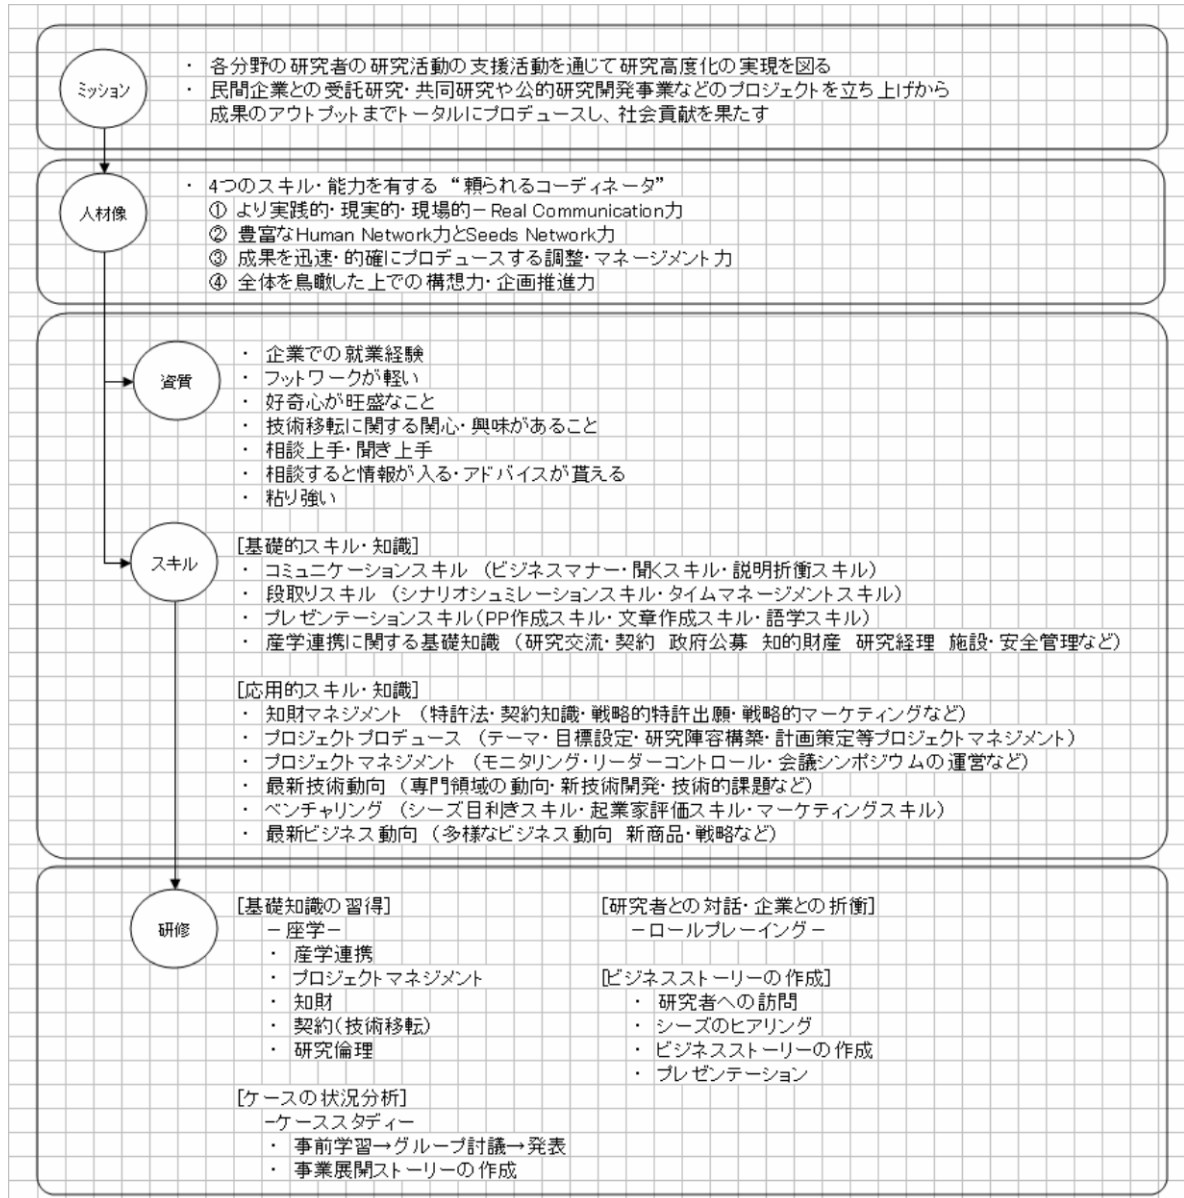 ミッション
・ 各分野の研究者の研究活動の支援活動を通じて研究高度化の実現を図る
・ 民間企業との受託研究・共同研究や公的研究開発事業などのプロジェクトを立ち上げから
成果のアウトプットまでトータルにプロデュースし、社会貢献を果たす
人材像
・ 4つのスキル・能力を有する “頼られるコーディネータ”
① より実践的・現実的・現場的－Real Communication力
② 豊富なHuman Network力とSeeds Network力
③ 成果を迅速・的確にプロデュースする調整・マネージメント力
④ 全体を鳥瞰した上での構想力・企画推進力
資質
・ 企業での就業経験
・ フットワークが軽い
・ 好奇心が旺盛なこと
・ 技術移転に関する関心・興味があること
・ 相談上手・聞き上手
・ 相談すると情報が入る・アドバイスが貰える
・ 粘り強い
スキル
[基礎的スキル・知識]
・ コミュニケーションスキル （ビジネスマナー・聞くスキル・説明折衝スキル）
・ 段取りスキル （シナリオシュミレーションスキル・タイムマネージメントスキル）
・ プレゼンテーションスキル（PP作成スキル・文章作成スキル・語学スキル）
・ 産学連携に関する基礎知識 （研究交流・契約 政府公募 知的財産 研究経理 施設・安全管理など）
[応用的スキル・知識]
・ 知財マネジメント （特許法・契約知識・戦略的特許出願・戦略的マーケティングなど）
・ プロジェクトプロデュース （テーマ・目標設定・研究陣容構築・計画策定等プロジェクトマネジメント）
・ プロジェクトマネジメント （モニタリング・リーダーコントロール・会議シンポジウムの運営など）
・ 最新技術動向 （専門領域の動向・新技術開発・技術的課題など）
・ ベンチャリング （シーズ目利きスキル・起業家評価スキル・マーケティングスキル）
・ 最新ビジネス動向 （多様なビジネス動向 新商品・戦略など）
研修
[基礎知識の習得]
－座学－
・ 産学連携
・ プロジェクトマネジメント
・ 知財
・ 契約（技術移転）
・ 研究倫理
[ケースの状況分析]
－ケーススタディー
・ 事前学習→グループ討議→発表
・ 事業展開ストーリーの作成
[研究者との対話・企業との折衝]
－ロールプレーイング－
[ビジネスストーリーの作成]
・ 研究者への訪問
・ シーズのヒアリング
・ ビジネスストーリーの作成
・ プレゼンテーション